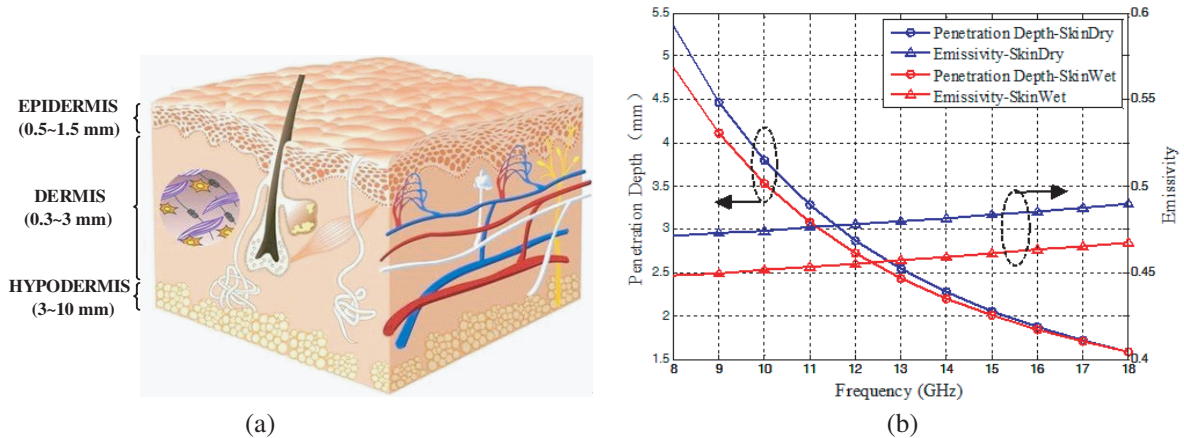 EPIDERMIS
(0.5~1.5 mm)
DERMIS
(0.3~3 mm)
HYPODERMIS
(3~10 mm)
(a)
5.5
5
4.5
4
3.5
3
2.5
2
1.5
Penetration Depth (mm)
0.6
0.55
0.5
0.45
0.4
Emissivity
Penetration Depth-SkinDry
Emissivity-SkinDry
Penetration Depth-SkinWet
Emissivity-SkinWet
8 9 10 11 12 13 14 15 16 17 18
Frequency (GHz)
(b)